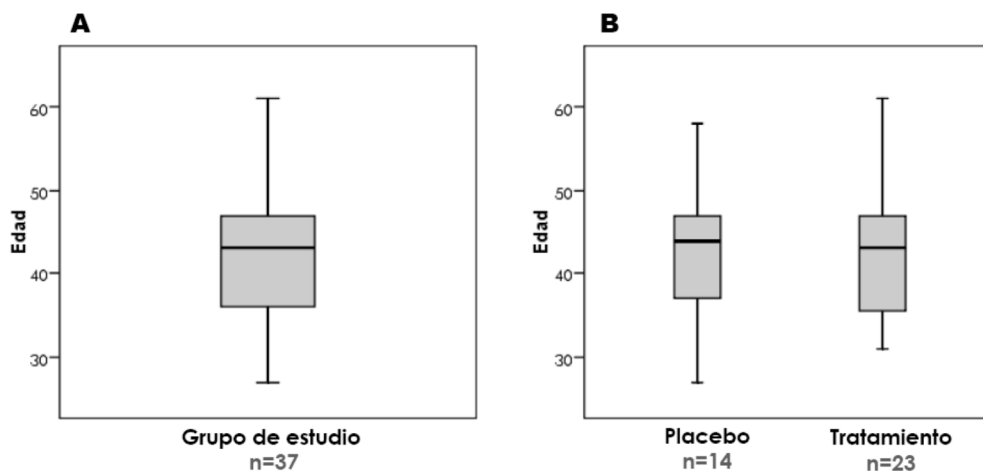 A
60
50
40
30
Edad
Grupo de estudio
n=37
B
60
50
40
30
Edad
Placebo
n=14
Tratamiento
n=23